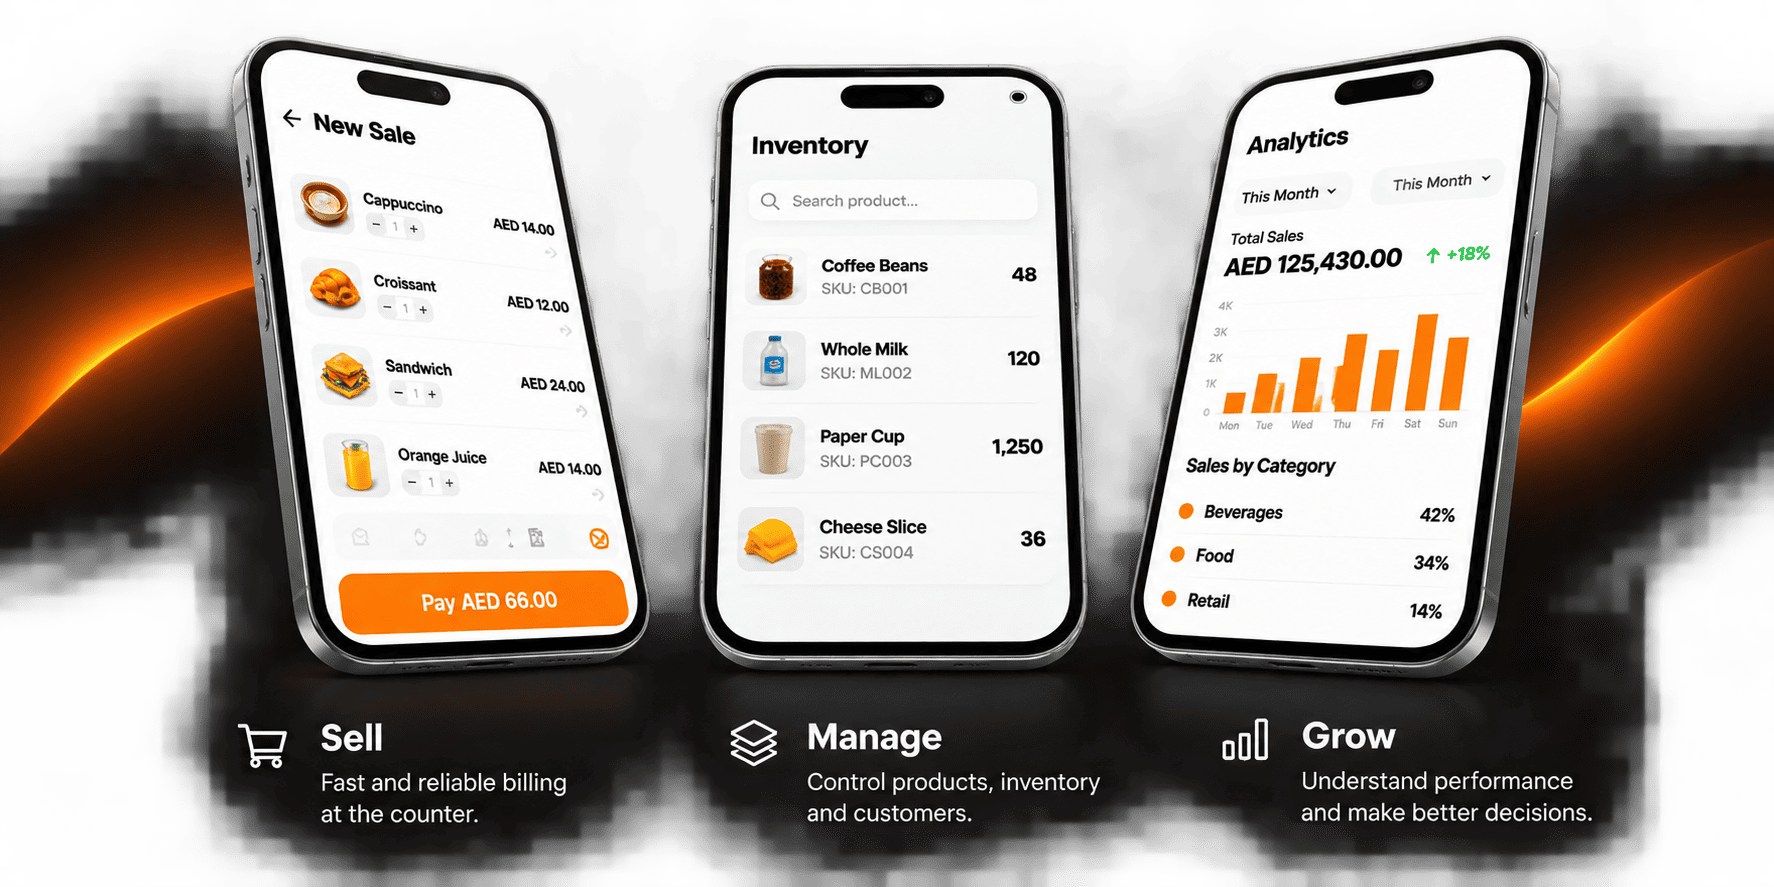 New Sale
Cappuccino
− 1 +
AED 14.00
Croissant
− 1 +
AED 12.00
Sandwich
− 1 +
AED 24.00
Orange Juice
− 1 +
AED 14.00
Pay AED 66.00
Inventory
Search product...
Coffee Beans
SKU: CB001
48
Whole Milk
SKU: ML002
120
Paper Cup
SKU: PC003
1,250
Cheese Slice
SKU: CS004
36
Analytics
This Month
This Month
Total Sales
AED 125,430.00
↑ +18%
4K
3K
2K
1K
0
Mon Tue Wed Thu Fri Sat Sun
Sales by Category
Beverages 42%
Food 34%
Retail 14%
Sell
Fast and reliable billing
at the counter.
Manage
Control products, inventory
and customers.
Grow
Understand performance
and make better decisions.